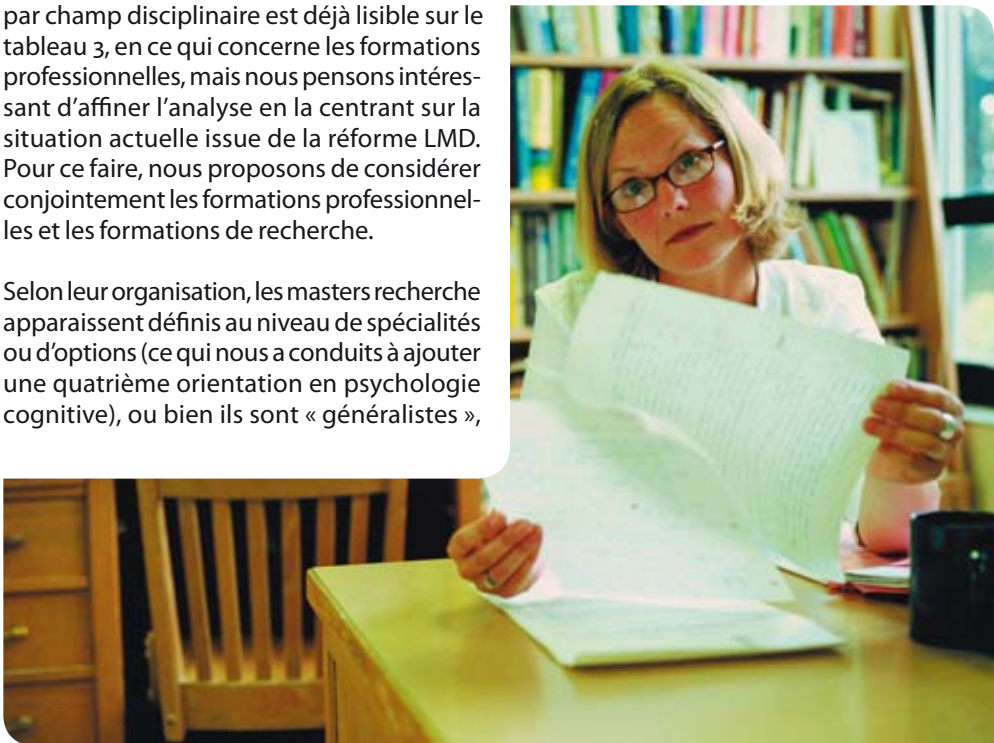 par champ disciplinaire est déjà lisible sur le
tableau 3, en ce qui concerne les formations
professionnelles, mais nous pensons intéres-
sant d'affiner l'analyse en la centrant sur la
situation actuelle issue de la réforme LMD.
Pour ce faire, nous proposons de considérer
conjointement les formations professionnel-
les et les formations de recherche.
Selon leur organisation, les masters recherche
apparaissent définis au niveau de spécialités
ou d'options (ce qui nous a conduits à ajouter
une quatrième orientation en psychologie
cognitive), ou bien ils sont « généralistes »,